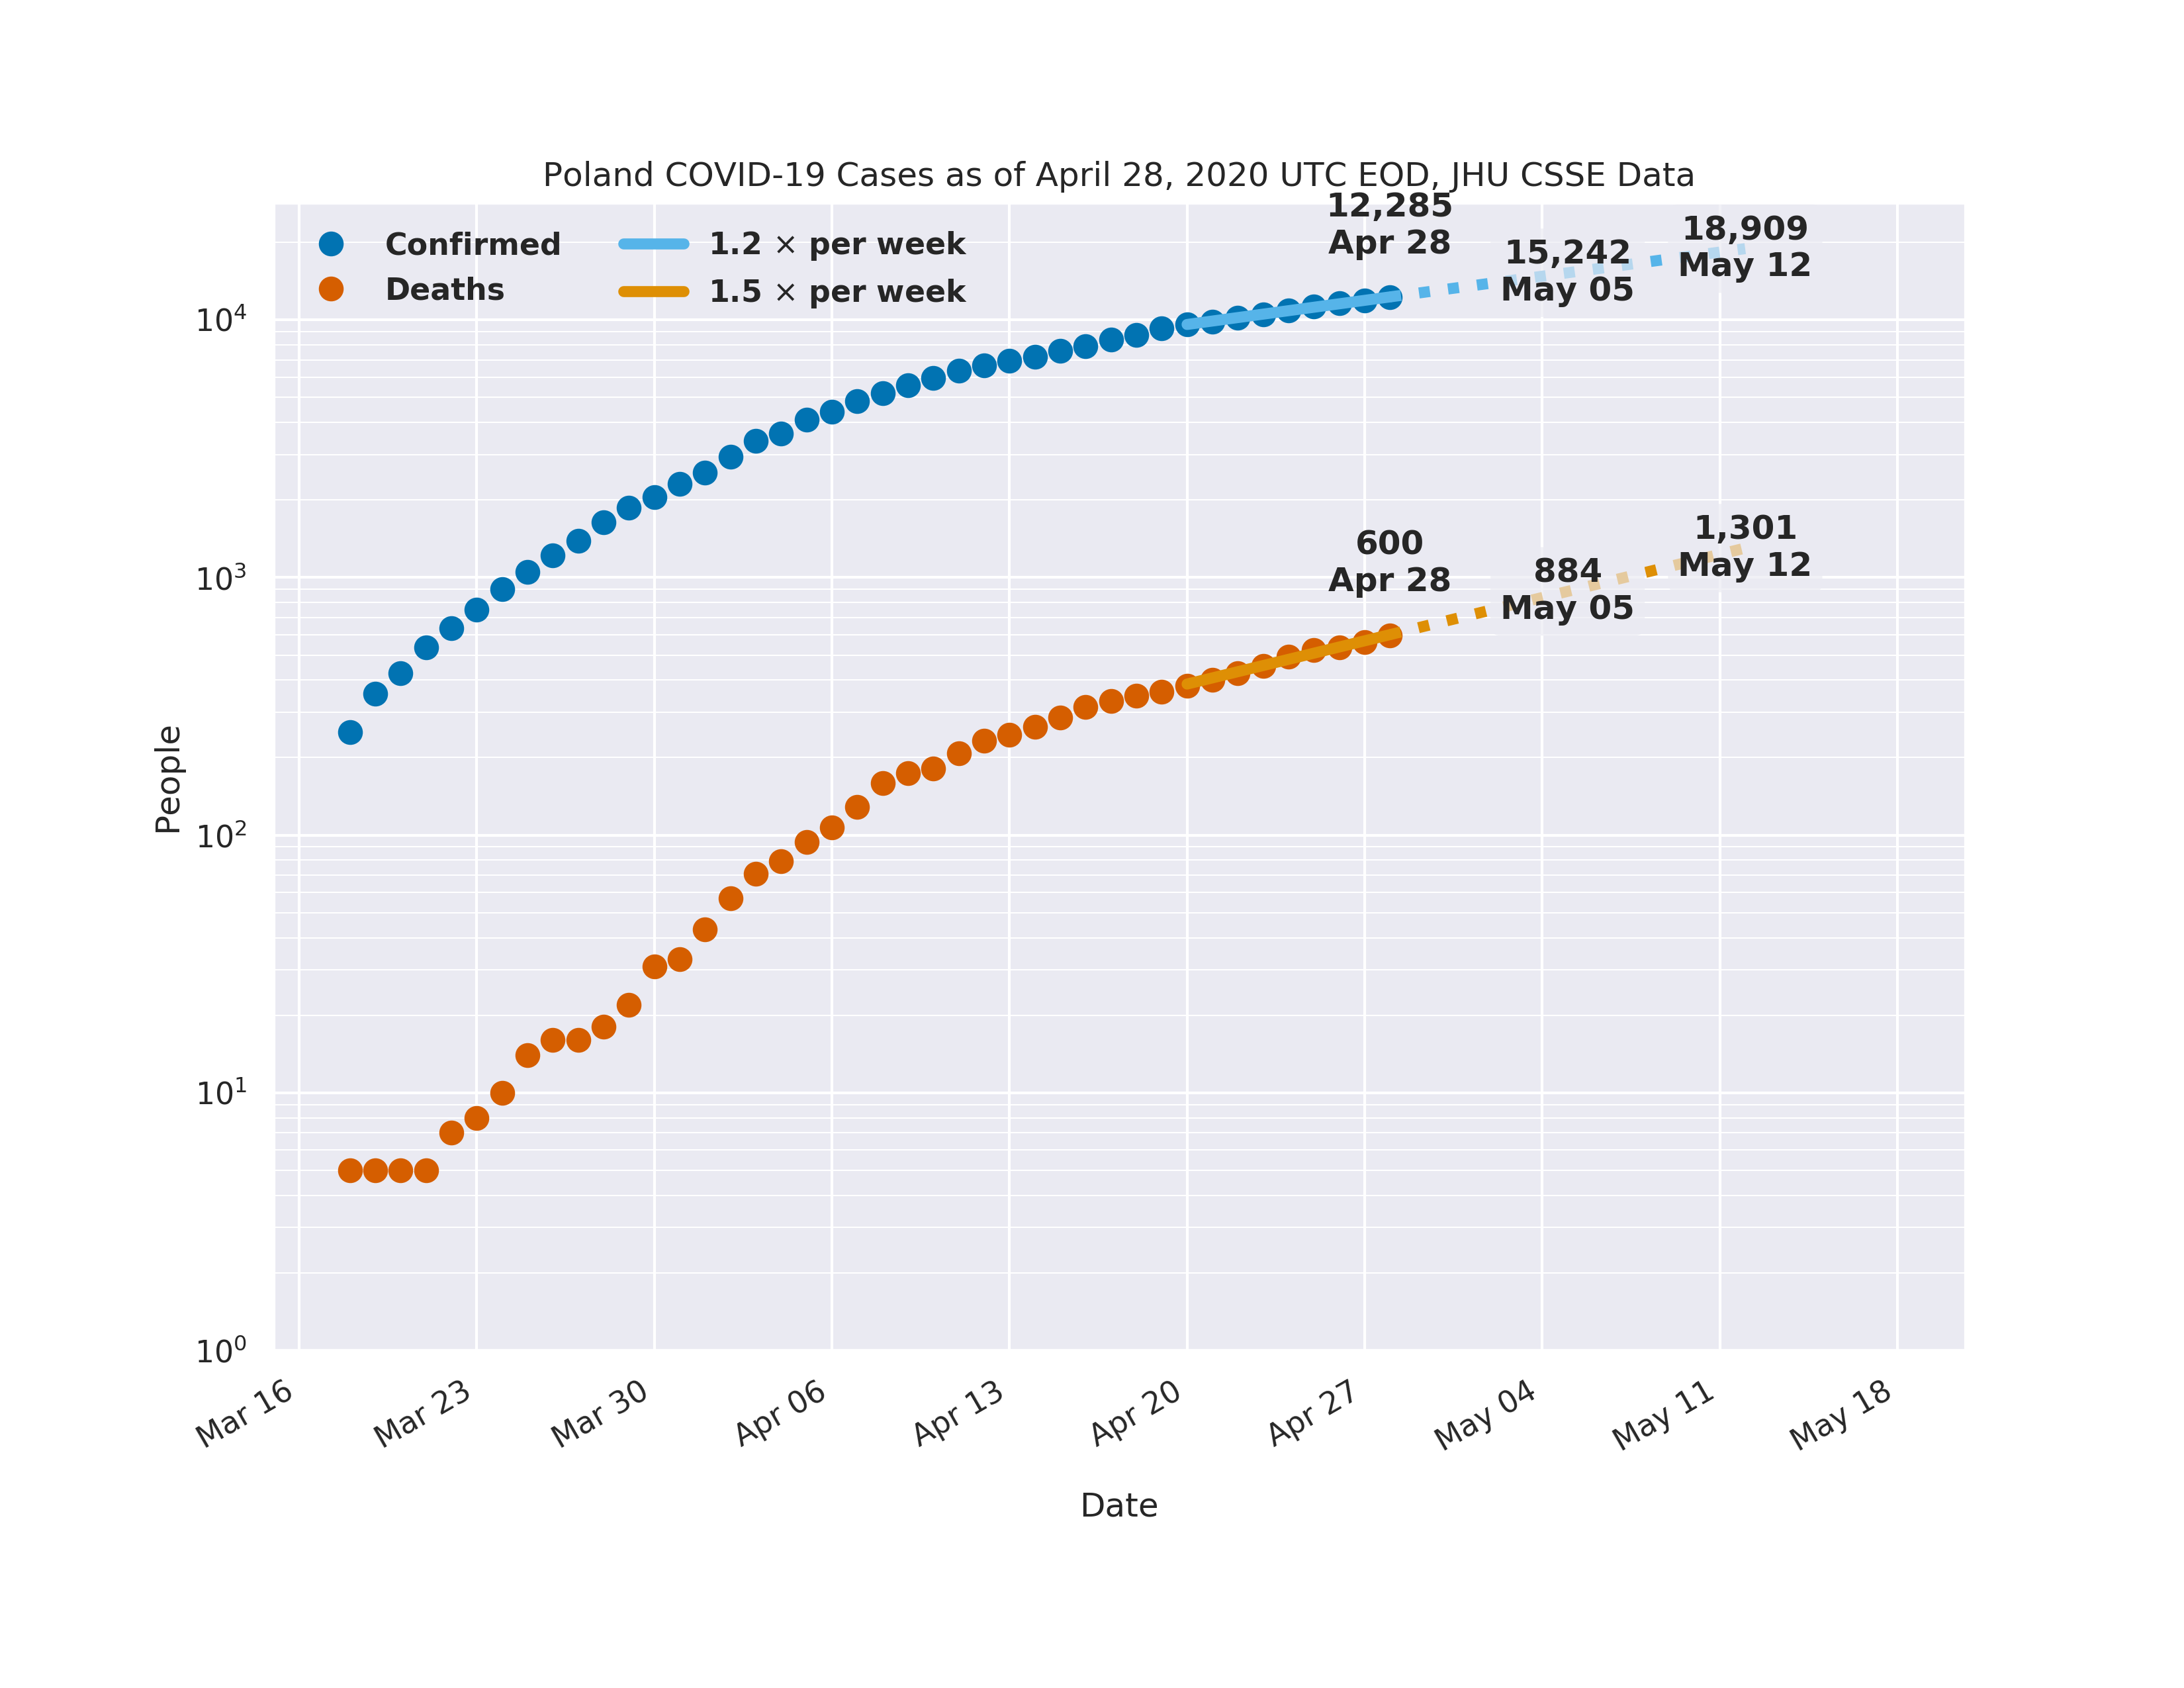 Poland COVID-19 Cases as of April 28, 2020 UTC EOD, JHU CSSE Data
Confirmed
Deaths
1.2 × per week
1.5 × per week
12,285
Apr 28
15,242
May 05
18,909
May 12
600
Apr 28
884
May 05
1,301
May 12
People
10⁴
10³
10²
10¹
10⁰
Mar 16
Mar 23
Mar 30
Apr 06
Apr 13
Apr 20
Apr 27
May 04
May 11
May 18
Date